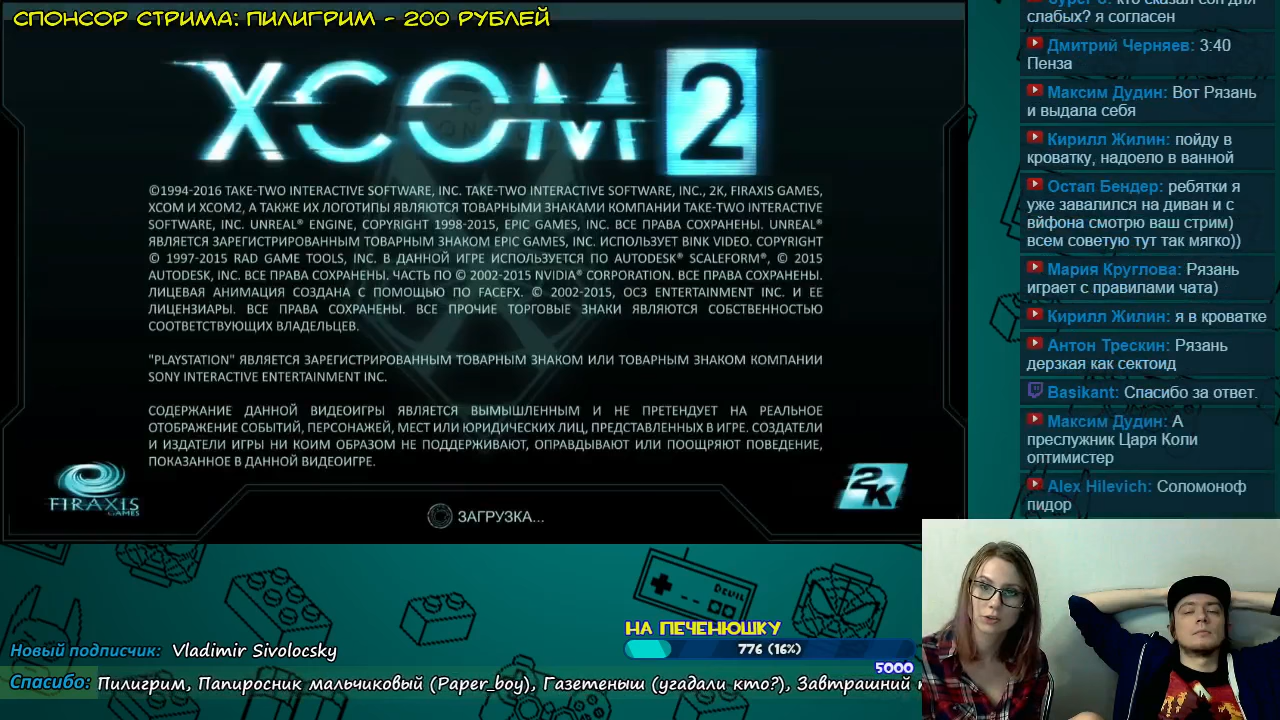 СПОНСОР СТРИМА: ПИЛИГРИМ - 200 РУБЛЕЙ
XCOM 2
©1994-2016 TAKE-TWO INTERACTIVE SOFTWARE, INC. TAKE-TWO INTERACTIVE SOFTWARE, INC., 2K, FIRAXIS GAMES,
XCOM И XCOM2, А ТАКЖЕ ИХ ЛОГОТИПЫ ЯВЛЯЮТСЯ ТОВАРНЫМИ ЗНАКАМИ КОМПАНИИ TAKE-TWO INTERACTIVE
SOFTWARE, INC. UNREAL® ENGINE, COPYRIGHT 1998-2015, EPIC GAMES, INC. ВСЕ ПРАВА СОХРАНЕНЫ. UNREAL®
ЯВЛЯЕТСЯ ЗАРЕГИСТРИРОВАННЫМ ТОВАРНЫМ ЗНАКОМ EPIC GAMES, INC. ИСПОЛЬЗУЕТ BINK VIDEO. COPYRIGHT
© 1997-2015 RAD GAME TOOLS, INC. В ДАННОЙ ИГРЕ ИСПОЛЬЗУЕТСЯ ПО AUTODESK® SCALEFORM®, © 2015
AUTODESK, INC. ВСЕ ПРАВА СОХРАНЕНЫ. ЧАСТЬ ПО © 2002-2015 NVIDIA® CORPORATION. ВСЕ ПРАВА СОХРАНЕНЫ.
ЛИЦЕВАЯ АНИМАЦИЯ СОЗДАНА С ПОМОЩЬЮ ПО FACEFX. © 2002-2015, OC3 ENTERTAINMENT INC. И ЕЕ
ЛИЦЕНЗИАРЫ. ВСЕ ПРАВА СОХРАНЕНЫ. ВСЕ ПРОЧИЕ ТОРГОВЫЕ ЗНАКИ ЯВЛЯЮТСЯ СОБСТВЕННОСТЬЮ
СООТВЕТСТВУЮЩИХ ВЛАДЕЛЬЦЕВ.
"PLAYSTATION" ЯВЛЯЕТСЯ ЗАРЕГИСТРИРОВАННЫМ ТОВАРНЫМ ЗНАКОМ ИЛИ ТОВАРНЫМ ЗНАКОМ КОМПАНИИ
SONY INTERACTIVE ENTERTAINMENT INC.
СОДЕРЖАНИЕ ДАННОЙ ВИДЕОИГРЫ ЯВЛЯЕТСЯ ВЫМЫШЛЕННЫМ И НЕ ПРЕТЕНДУЕТ НА РЕАЛЬНОЕ
ОТОБРАЖЕНИЕ СОБЫТИЙ, ПЕРСОНАЖЕЙ, МЕСТ ИЛИ ЮРИДИЧЕСКИХ ЛИЦ, ПРЕДСТАВЛЕННЫХ В ИГРЕ. СОЗДАТЕЛИ
И ИЗДАТЕЛИ ИГРЫ НИ КОИМ ОБРАЗОМ НЕ ПОДДЕРЖИВАЮТ, ОПРАВДЫВАЮТ ИЛИ ПООЩРЯЮТ ПОВЕДЕНИЕ,
ПОКАЗАННОЕ В ДАННОЙ ВИДЕОИГРЕ.
FIRAXIS
GAMES
2K
ЗАГРУЗКА...
слабых? я согласен
Дмитрий Черняев: 3:40
Пенза
Максим Дудин: Вот Рязань
и выдала себя
Кирилл Жилин: пойду в
кроватку, надоело в ванной
Остап Бендер: ребятки я
уже завалился на диван и с
вйфона смотрю ваш стрим)
всем советую тут так мягко))
Мария Круглова: Рязань
играет с правилами чата)
Кирилл Жилин: я в кроватке
Антон Трескин: Рязань
дерзкая как сектоид
Basikant: Спасибо за ответ.
Максим Дудин: А
преслужник Царя Коли
оптимистер
Alex Hilevich: Соломоноф
пидор
Devil
НА ПЕЧЕНЮШКУ
776 (16%)
5000
Новый подписчик: Vladimir Sivolocsky
Спасибо: Пилигрим, Папиросник мальчиковый (Paper_boy), Газетеныш (угадали кто?), Завтрашний